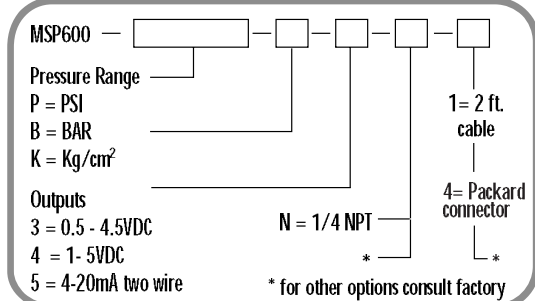 MSP600 —
Pressure Range
P = PSI
B = BAR
K = Kg/cm²
Outputs
3 = 0.5 - 4.5VDC
4 = 1- 5VDC
5 = 4-20mA two wire
N = 1/4 NPT
*
1= 2 ft.
cable
4= Packard
connector
*
* for other options consult factory